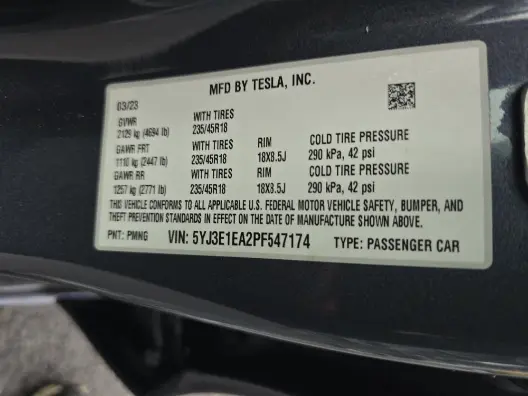 MFD BY TESLA, INC.
03/23
GVWR WITH TIRES
2129 kg (4694 lb) 235/45R18
GAWR FRT WITH TIRES RIM COLD TIRE PRESSURE
1110 kg (2447 lb) 235/45R18 18X8.5J 290 kPa, 42 psi
GAWR RR WITH TIRES RIM COLD TIRE PRESSURE
1257 kg (2771 lb) 235/45R18 18X8.5J 290 kPa, 42 psi
THIS VEHICLE CONFORMS TO ALL APPLICABLE U.S. FEDERAL MOTOR VEHICLE SAFETY, BUMPER, AND
THEFT PREVENTION STANDARDS IN EFFECT ON THE DATE OF MANUFACTURE SHOWN ABOVE.
PNT: PMNG VIN: 5YJ3E1EA2PF547174 TYPE: PASSENGER CAR